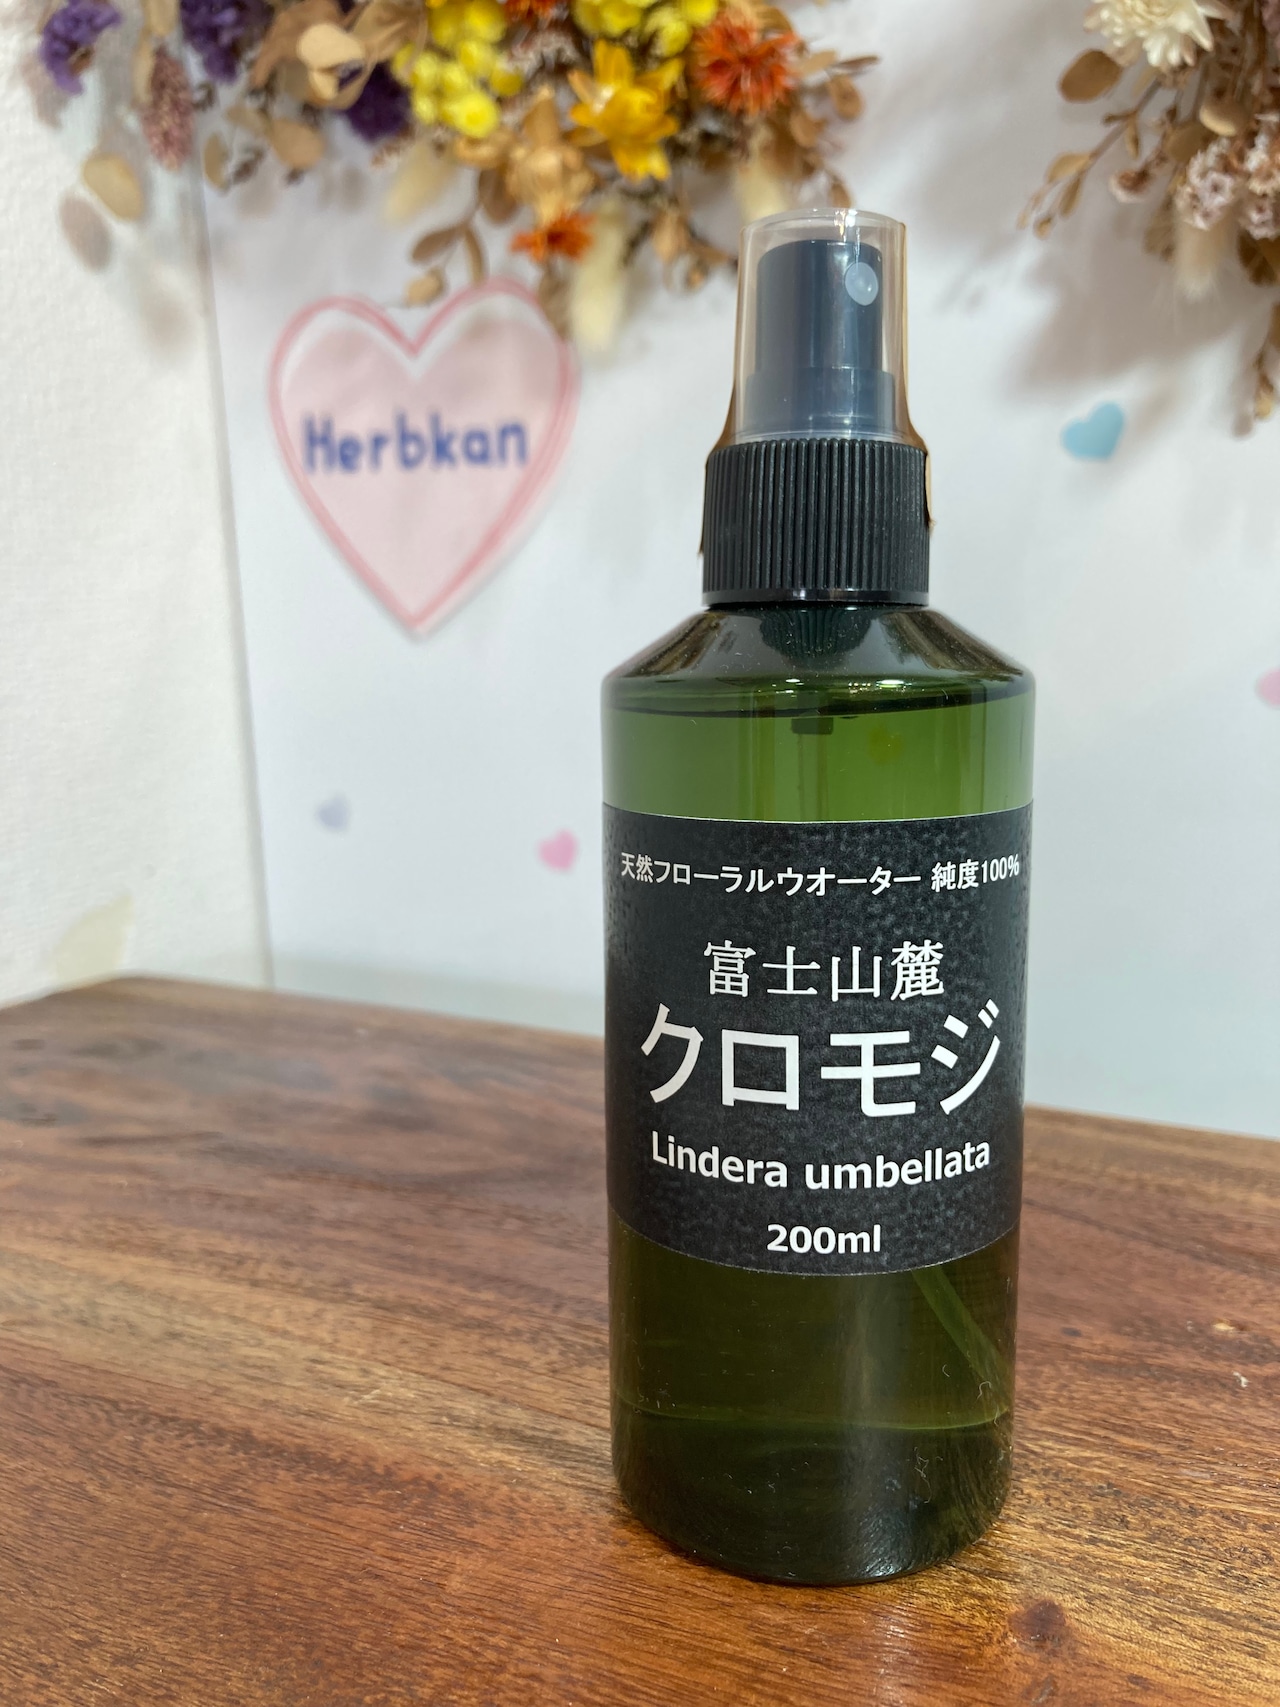 Herbkan
天然フローラルウオーター 純度100%
富士山麓
クロモジ
Lindera umbellata
200ml